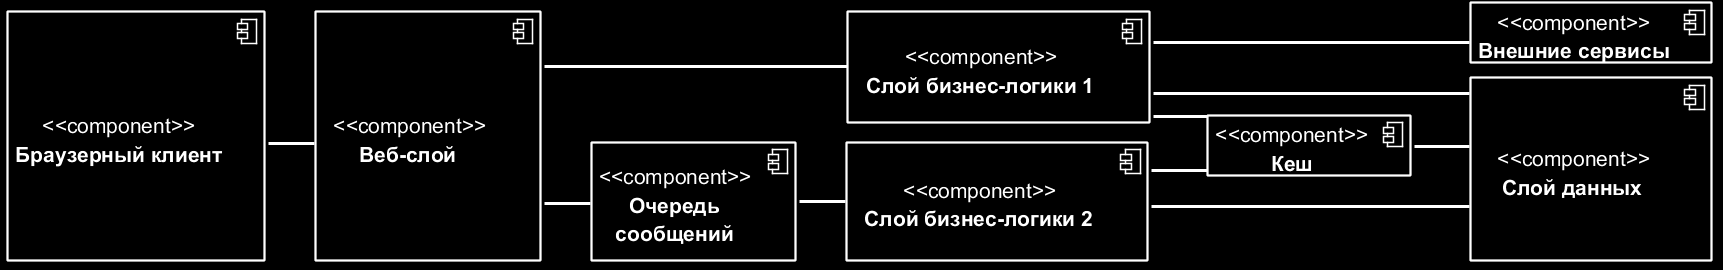 <<component>>
Браузерный клиент
<<component>>
Веб-слой
<<component>>
Очередь
сообщений
<<component>>
Слой бизнес-логики 1
<<component>>
Слой бизнес-логики 2
<<component>>
Кеш
<<component>>
Внешние сервисы
<<component>>
Слой данных